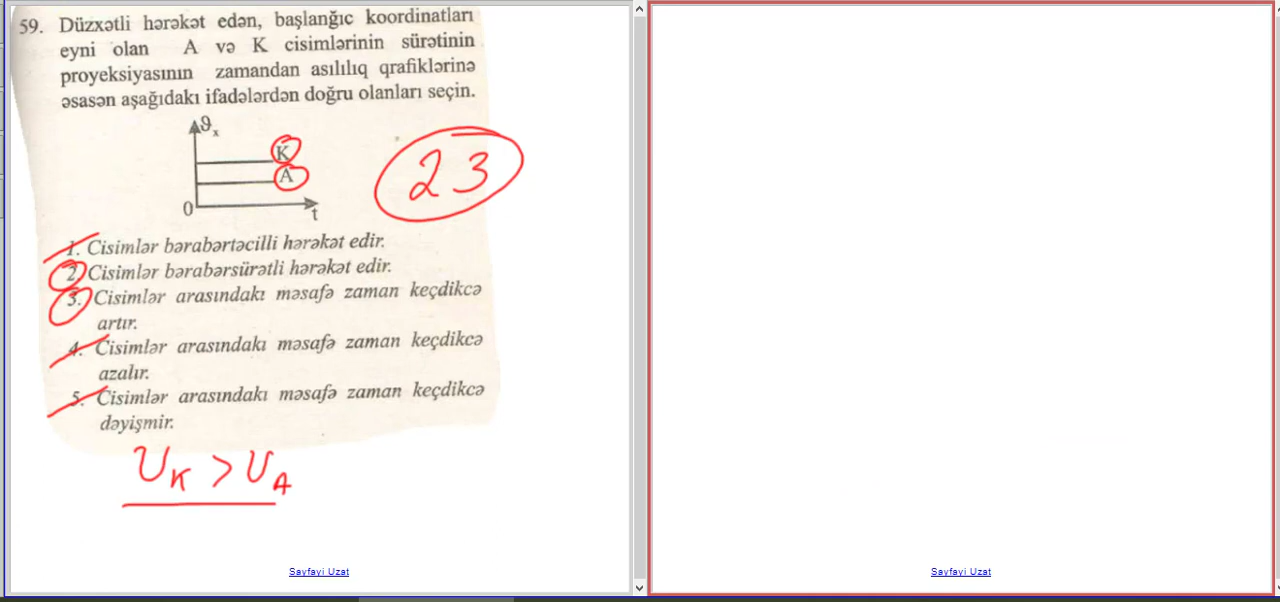 59. Düzxətli hərəkət edən, başlanğıc koordinatları
eyni olan A və K cisimlərinin sürətinin
proyeksiyasının zamandan asılılıq qrafiklərinə
əsasən aşağıdakı ifadələrdən doğru olanları seçin.
ϑx
K
A
0
t
23
1. Cisimlər bərabərtəcilli hərəkət edir.
2. Cisimlər bərabərsürətli hərəkət edir.
3. Cisimlər arasındakı məsafə zaman keçdikcə
artır.
4. Cisimlər arasındakı məsafə zaman keçdikcə
azalır.
5. Cisimlər arasındakı məsafə zaman keçdikcə
dəyişmir.
υK > υA
Sayfayi Uzat
Sayfayi Uzat